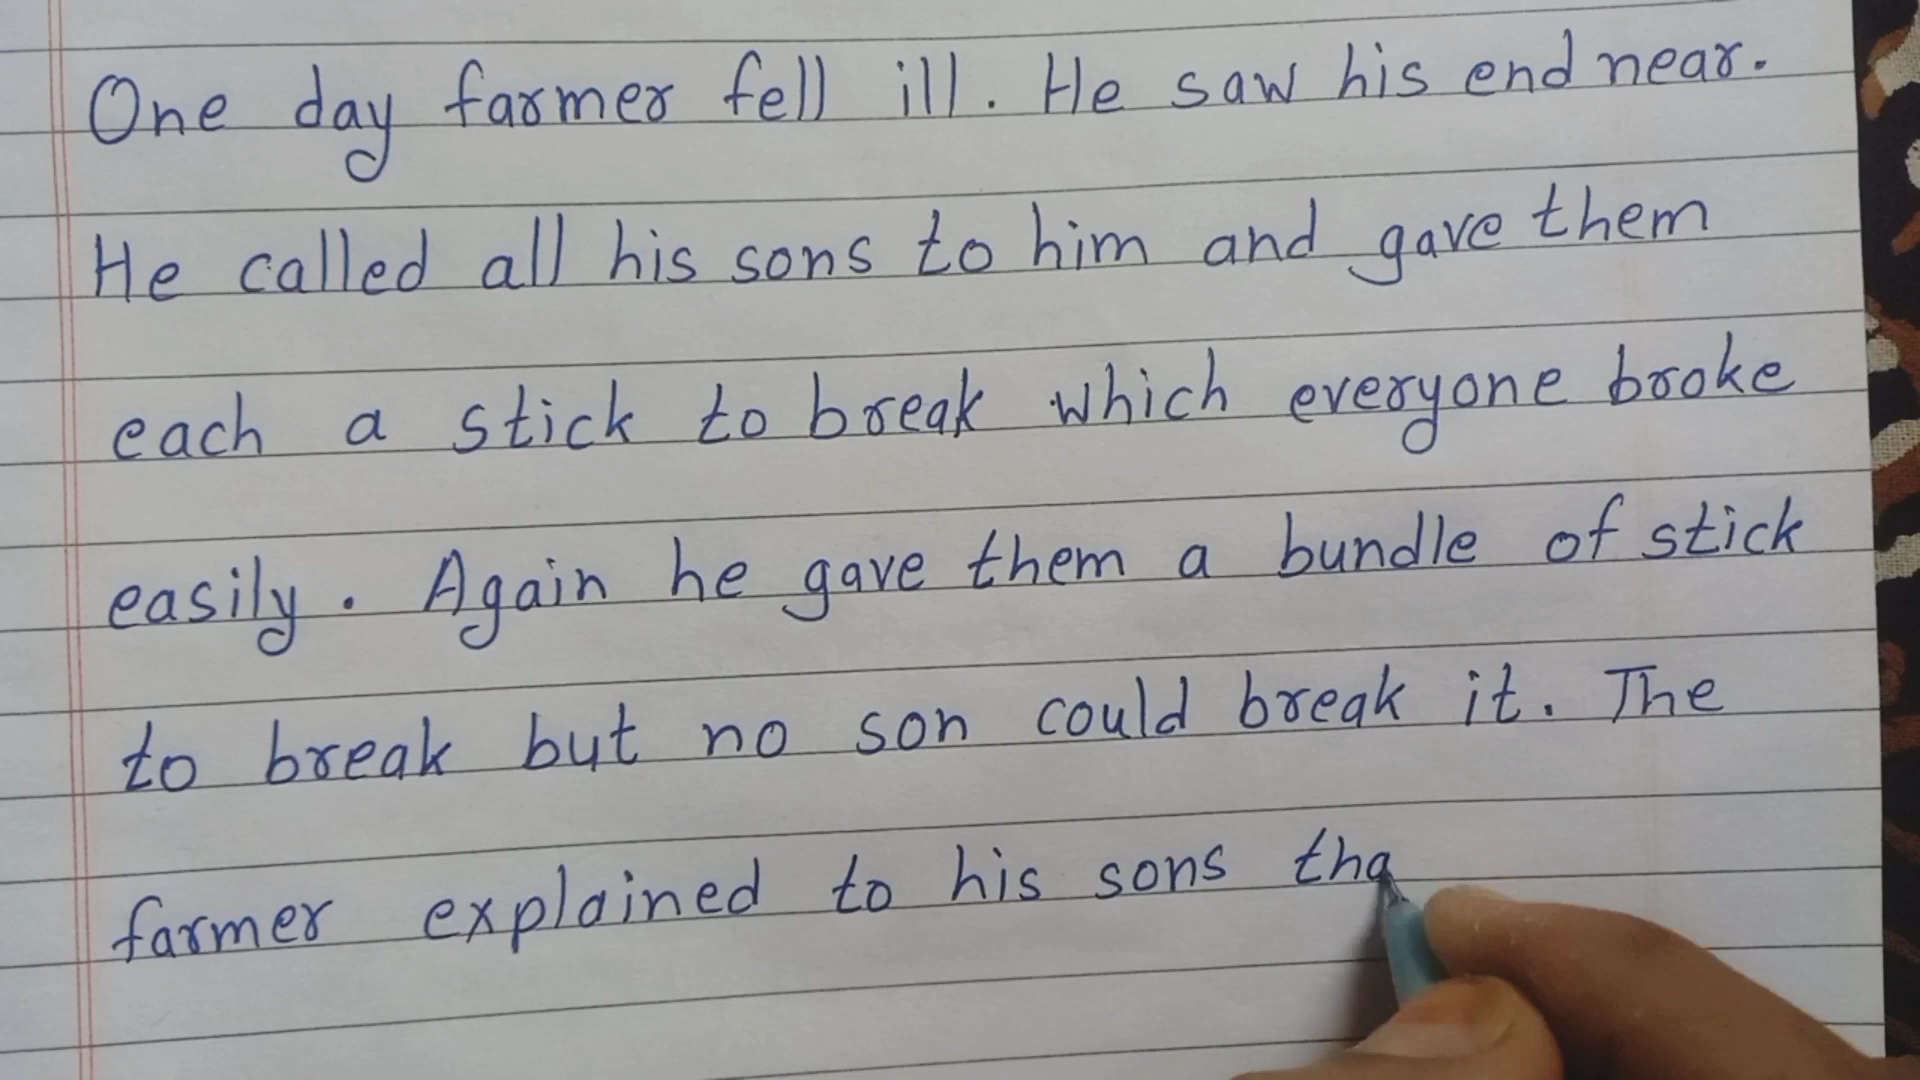 One day farmer fell ill. He saw his end near.
He called all his sons to him and gave them
each a stick to break which everyone broke
easily. Again he gave them a bundle of stick
to break but no son could break it. The
farmer explained to his sons tha